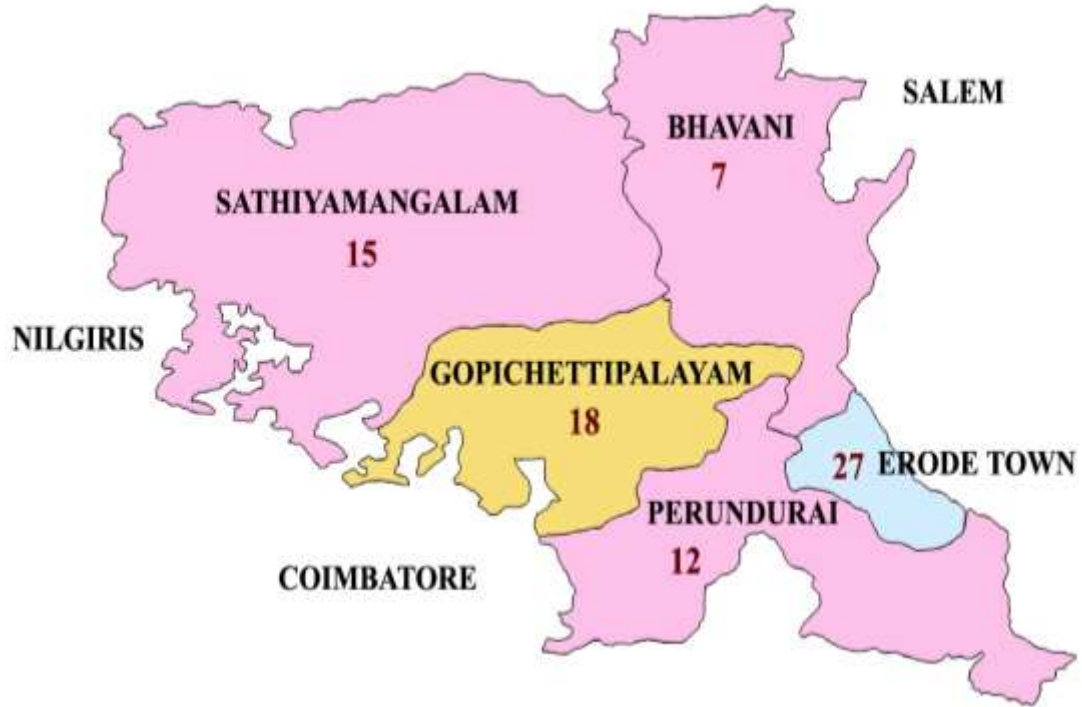 SALEM
BHAVANI
7
SATHIYAMANGALAM
15
NILGIRIS
GOPICHETTIPALAYAM
18
27 ERODE TOWN
PERUNDURAI
12
COIMBATORE